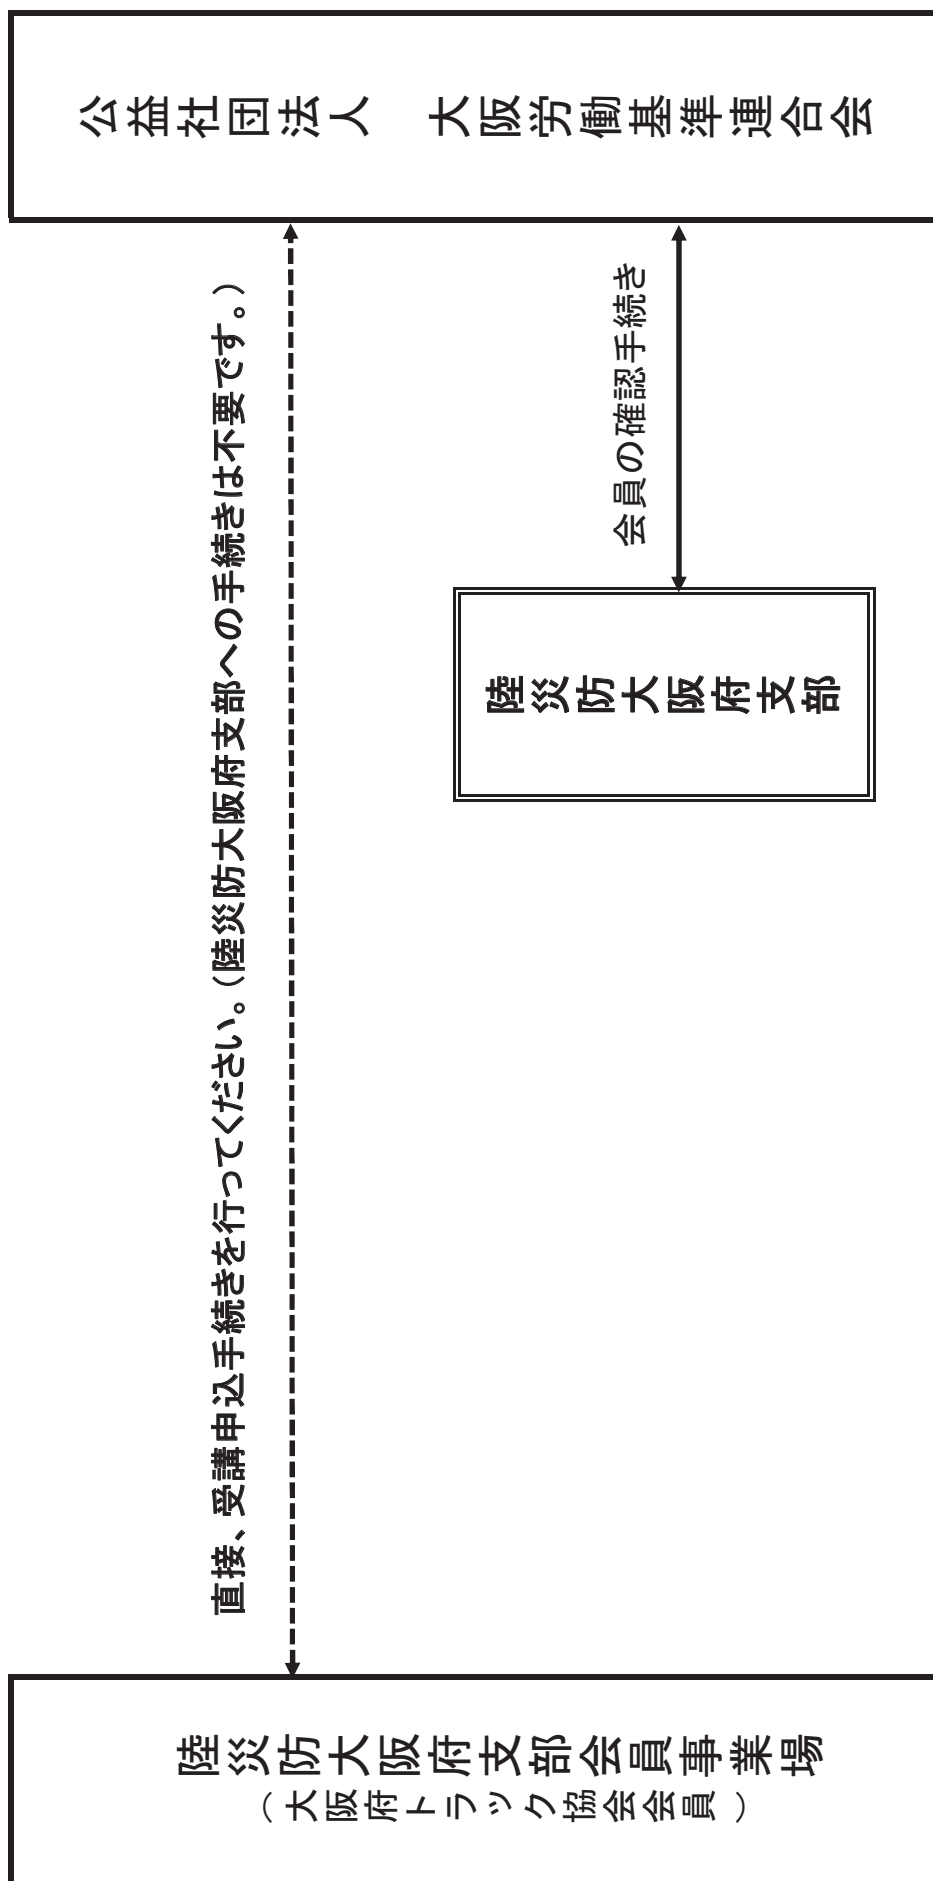 公益社団法人　大阪労働基準連合会
直接、受講申込手続きを行ってください。（陸災防大阪府支部への手続きは不要です。）
会員の確認手続き
陸災防大阪府支部
陸災防大阪府支部会員事業場
（大阪府トラック協会会員）